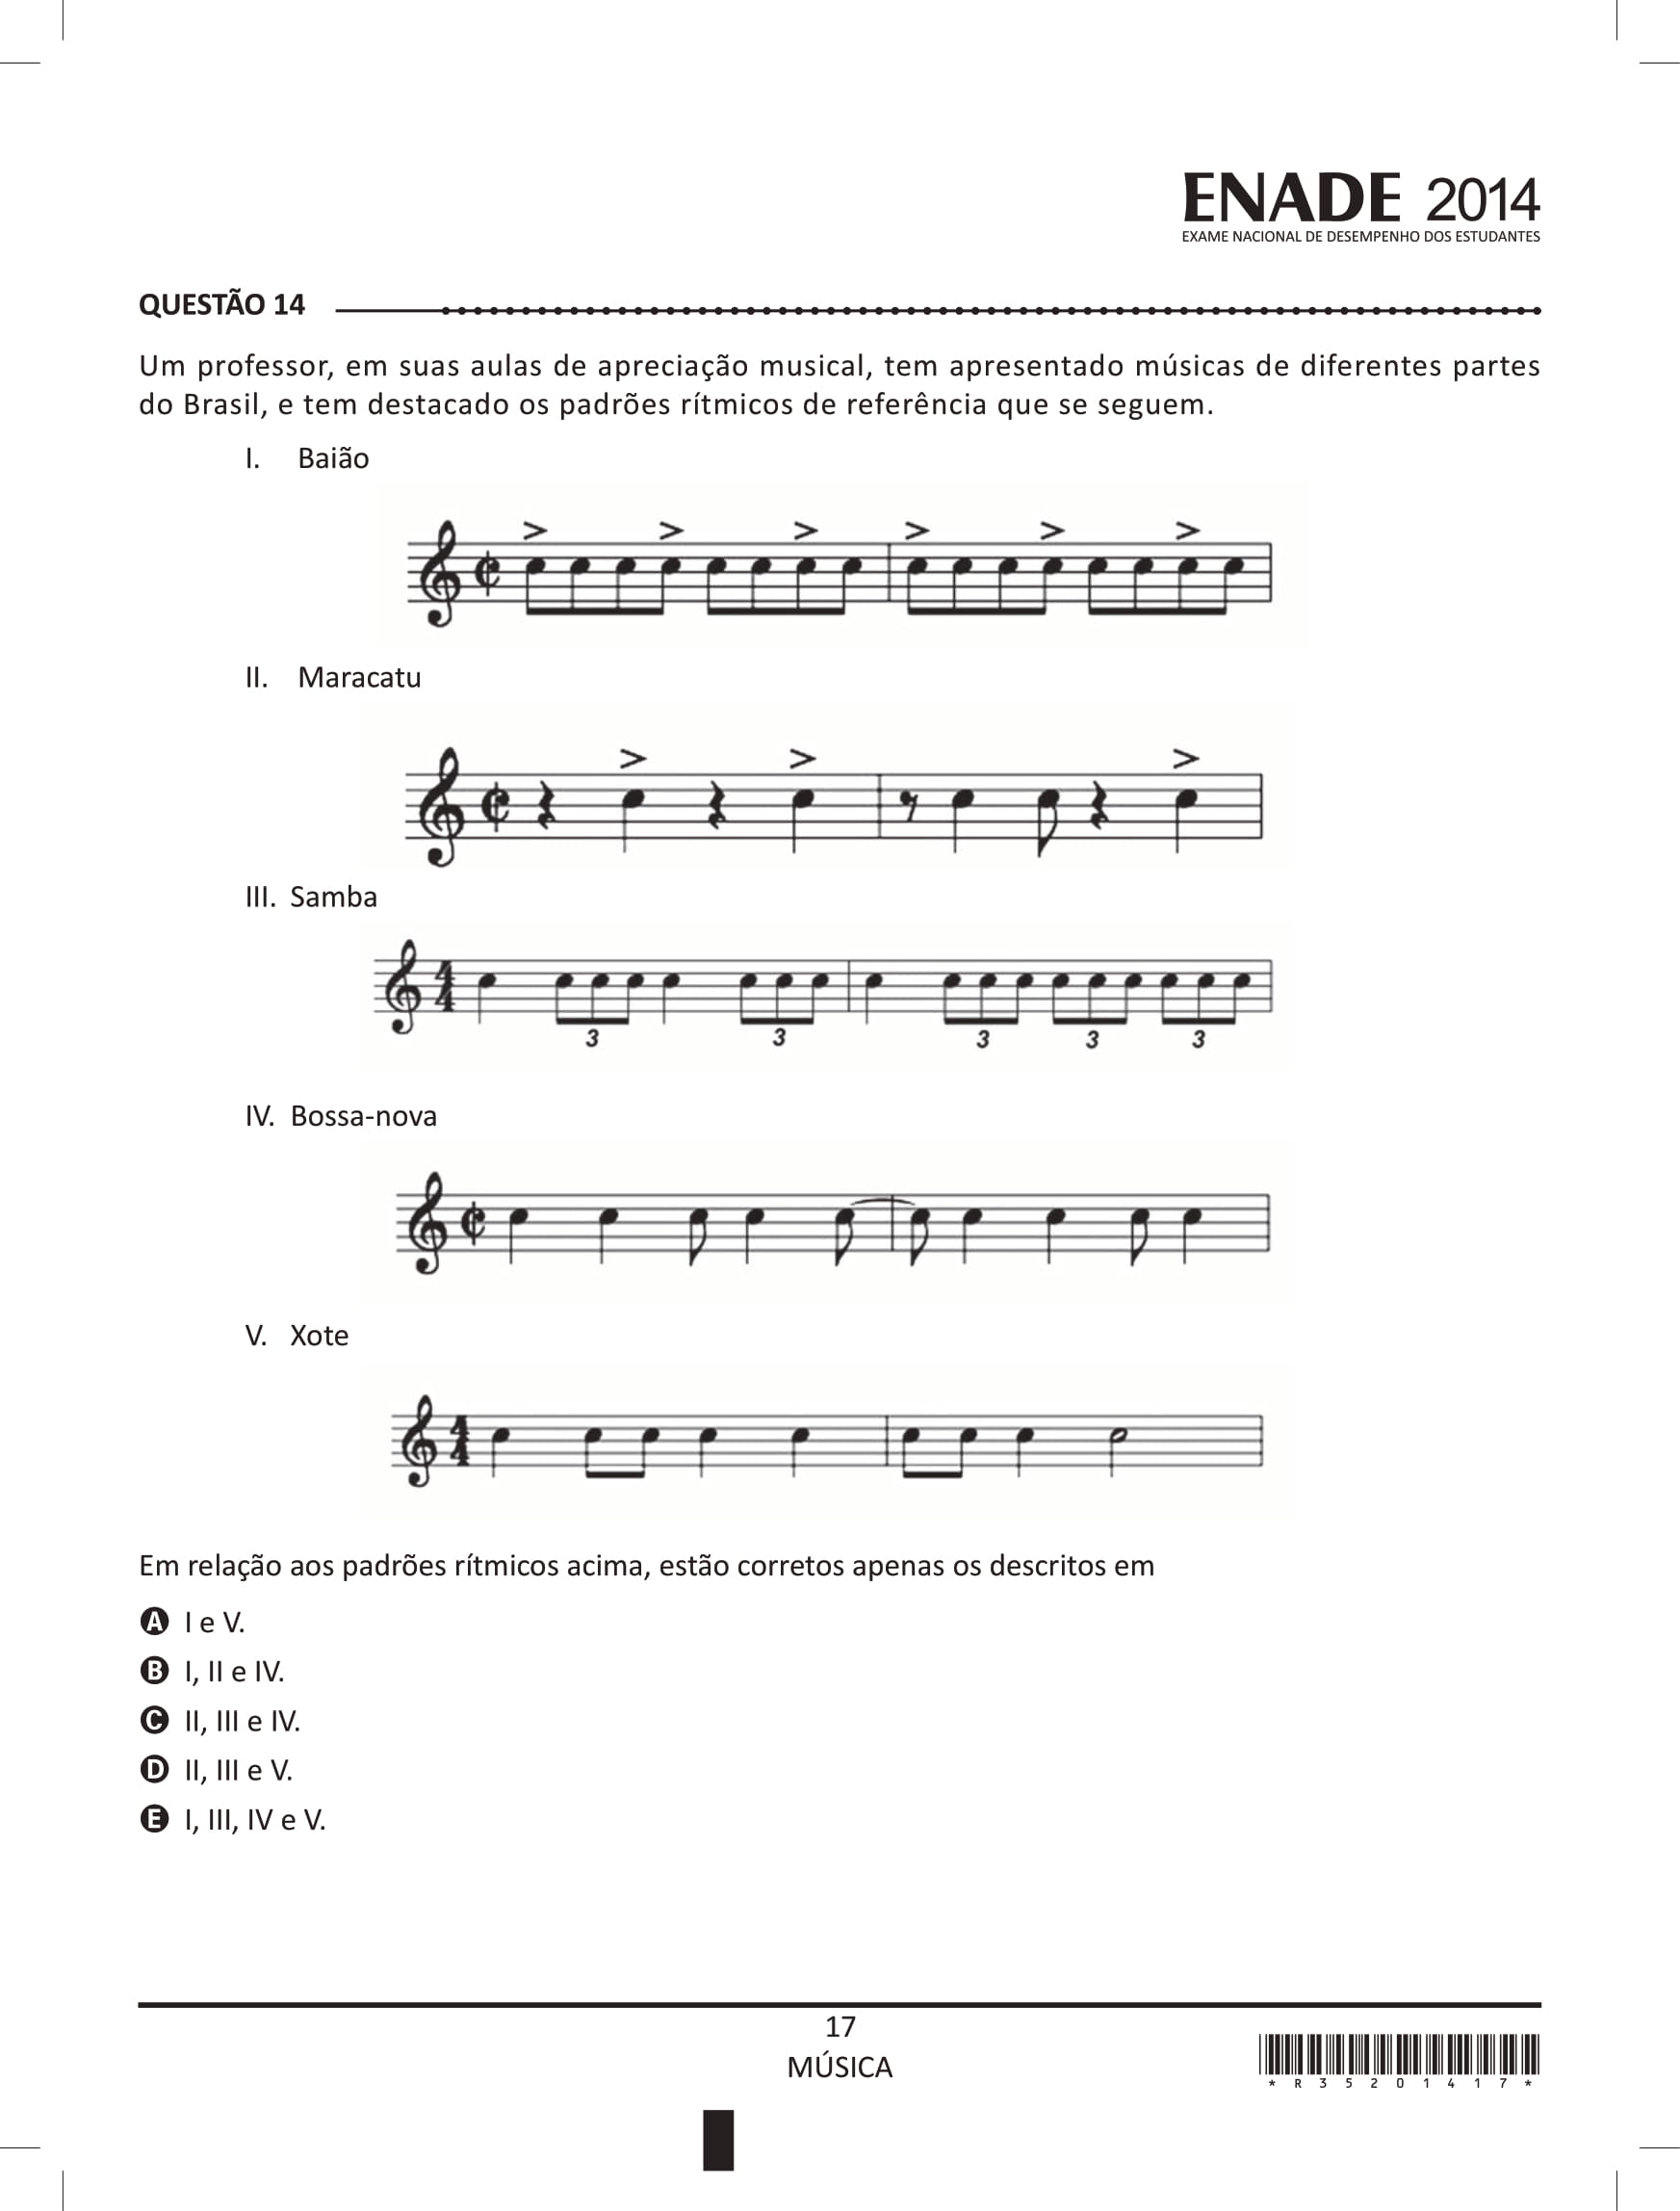 ENADE 2014
EXAME NACIONAL DE DESEMPENHO DOS ESTUDANTES
QUESTÃO 14
Um professor, em suas aulas de apreciação musical, tem apresentado músicas de diferentes partes
do Brasil, e tem destacado os padrões rítmicos de referência que se seguem.
I. Baião
II. Maracatu
III. Samba
4
4
3 3 3 3 3
IV. Bossa-nova
V. Xote
4
4
Em relação aos padrões rítmicos acima, estão corretos apenas os descritos em
A I e V.
B I, II e IV.
C II, III e IV.
D II, III e V.
E I, III, IV e V.
17
MÚSICA
* R 3 5 2 0 1 4 1 7 *